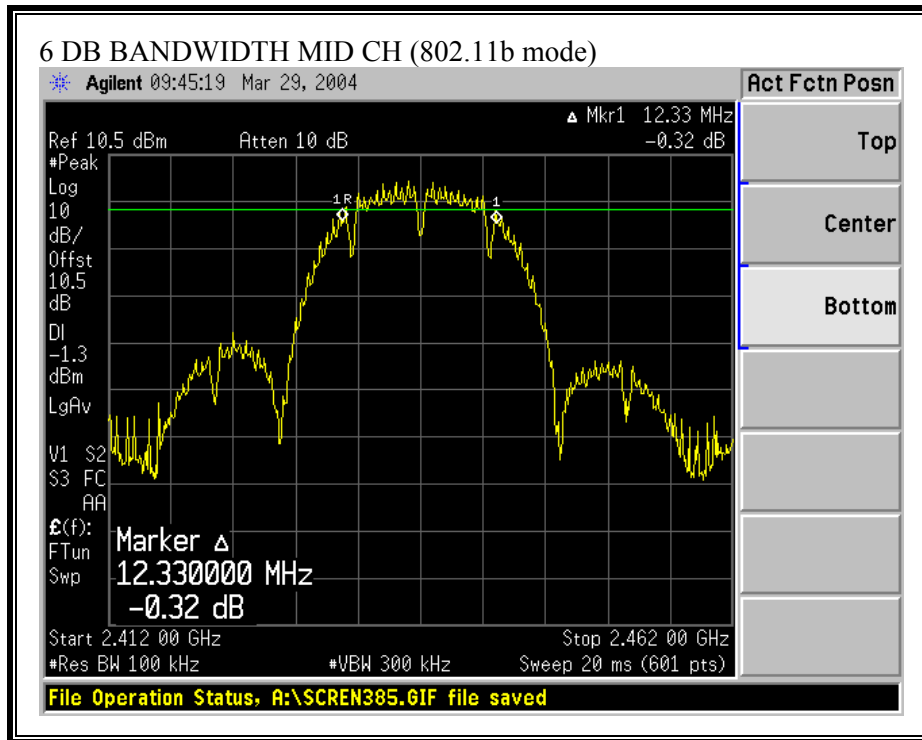 6 DB BANDWIDTH MID CH (802.11b mode)
Agilent 09:45:19 Mar 29, 2004
Act Fctn Posn
Δ Mkr1 12.33 MHz
Ref 10.5 dBm Atten 10 dB -0.32 dB
Top
#Peak
Log
10
dB/
Offst
10.5
dB
DI
-1.3
dBm
LgAv
1R
1
Center
Bottom
V1 S2
S3 FC
AA
£(f):
FTun
Swp
Marker Δ
12.330000 MHz
-0.32 dB
Start 2.412 00 GHz Stop 2.462 00 GHz
#Res BW 100 kHz #VBW 300 kHz Sweep 20 ms (601 pts)
File Operation Status, A:\SCREN385.GIF file saved